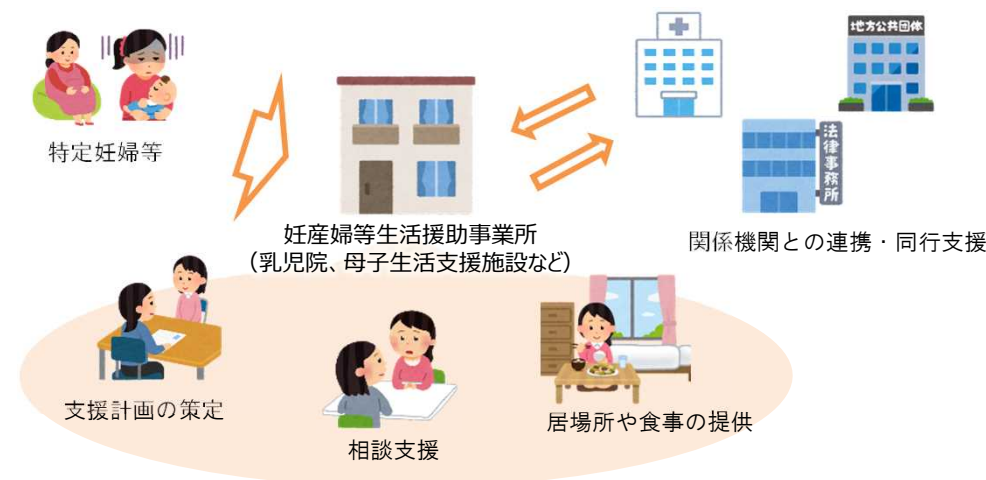 地方公共団体
特定妊婦等
法律事務所
妊産婦等生活援助事業所
（乳児院、母子生活支援施設など）
関係機関との連携・同行支援
支援計画の策定
相談支援
居場所や食事の提供